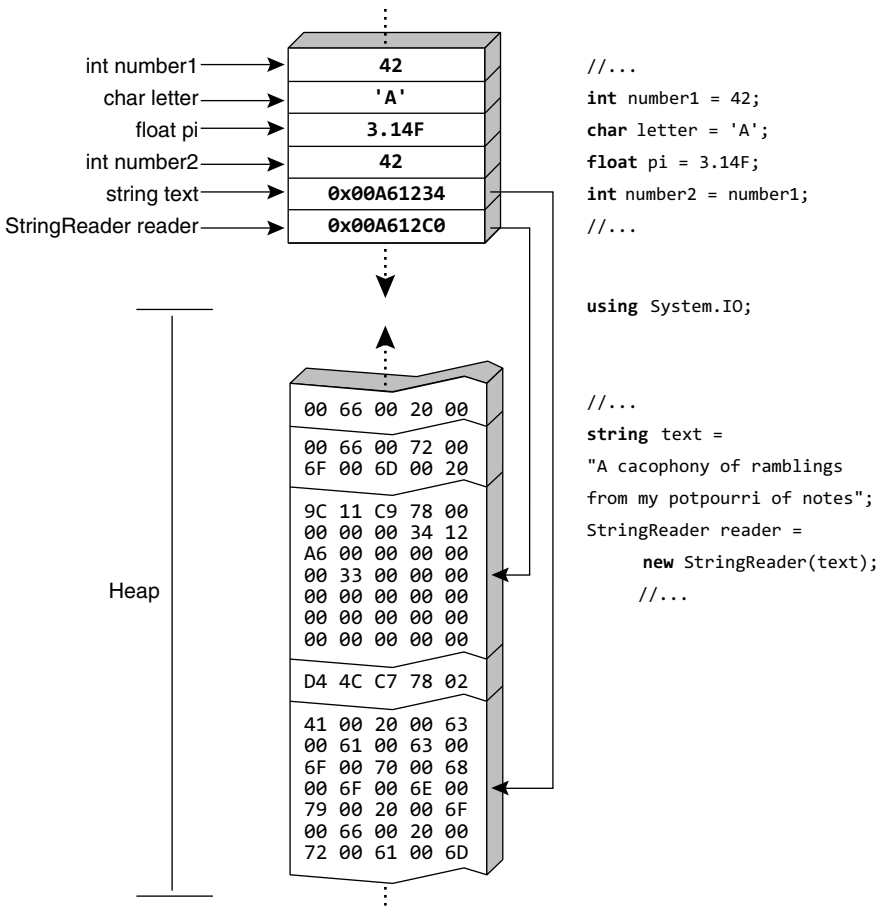 int number1
char letter
float pi
int number2
string text
StringReader reader
42
'A'
3.14F
42
0x00A61234
0x00A612C0
//...
int number1 = 42;
char letter = 'A';
float pi = 3.14F;
int number2 = number1;
//...
using System.IO;
//...
string text =
"A cacophony of ramblings
from my potpourri of notes";
StringReader reader =
new StringReader(text);
//...
Heap
00 66 00 20 00
00 66 00 72 00
6F 00 6D 00 20
9C 11 C9 78 00
00 00 00 34 12
A6 00 00 00 00
00 33 00 00 00
00 00 00 00 00
00 00 00 00 00
00 00 00 00 00
D4 4C C7 78 02
41 00 20 00 63
00 61 00 63 00
6F 00 70 00 68
00 6F 00 6E 00
79 00 20 00 6F
00 66 00 20 00
72 00 61 00 6D